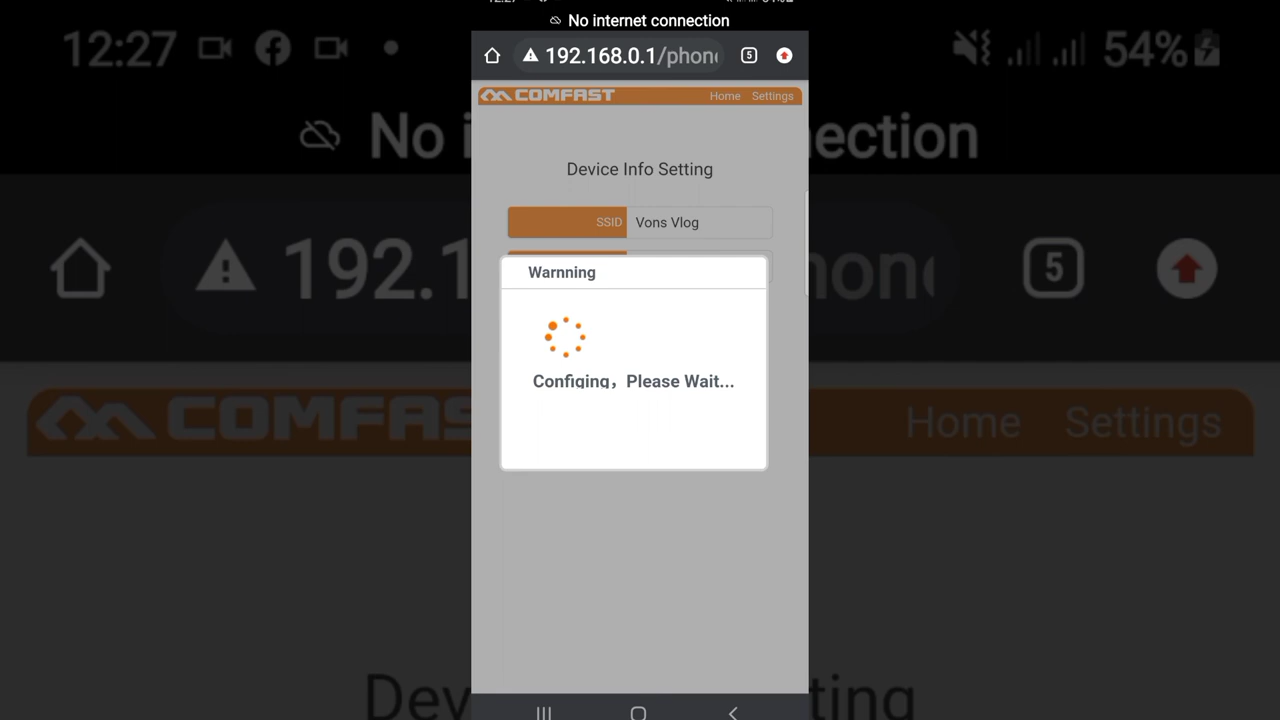 12:27
54%
No internet connection
192.168.0.1/phon
5
COMFAST
Home Settings
Device Info Setting
SSID Vons Vlog
Warnning
Configing，Please Wait...